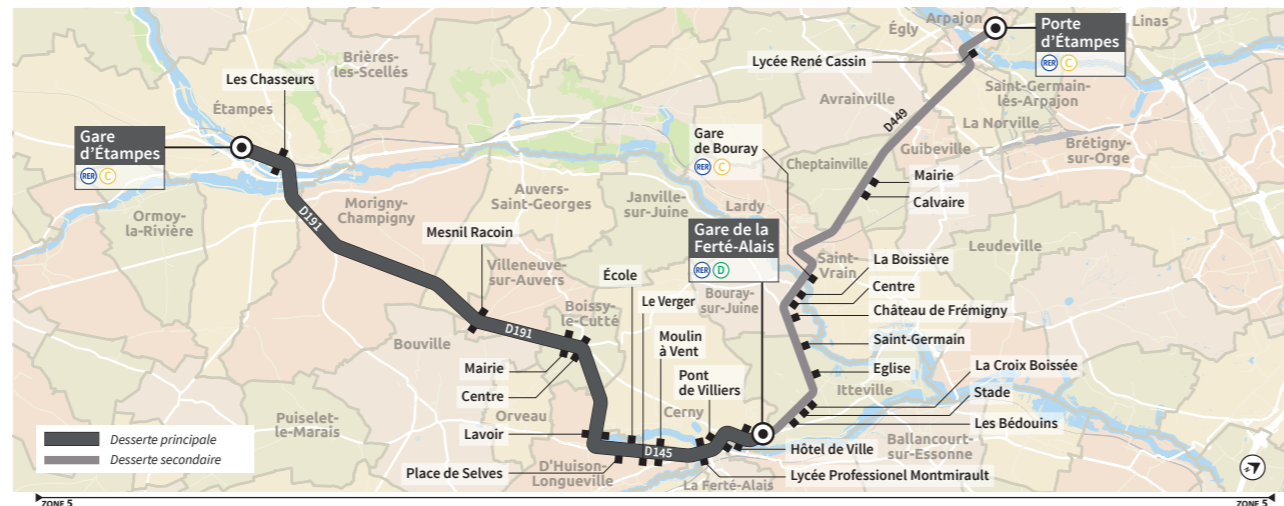 Arpajon
Égly
Porte
d'Étampes
RER C
Linas
Brières-
les-Scellés
Les Chasseurs
Étampes
Lycée René Cassin
Saint-Germain-
lès-Arpajon
Avrainville
D449
La Norville
Gare
d'Étampes
RER C
Gare
de Bouray
RER C
Guibeville
Brétigny-
sur-Orge
Cheptainville
Mairie
Calvaire
Ormoy-
la-Rivière
Morigny-
Champigny
D191
Auvers-
Saint-Georges
Janville-
sur-Juine
Lardy
Mesnil Racoin
Gare de la
Ferté-Alais
RER D
Leudeville
Saint-
Vrain
La Boissière
Villeneuve-
sur-Auvers
École
Centre
Boissy-
le-Cutté
Le Verger
Bouray-
sur-Juine
Château de Frémigny
D191
Bouville
Moulin
à Vent
Saint-Germain
Mairie
Pont
de Villiers
Eglise
La Croix Boissée
Itteville
Centre
Stade
Orveau
Cerny
Puiselet-
le-Marais
Les Bédouins
Lavoir
Desserte principale
Ballancourt-
sur-Essonne
Hôtel de Ville
D145
Desserte secondaire
Place de Selves
D'Huison-
Longueville
Lycée Professionel Montmirault
La Ferté-Alais
ZONE 5
ZONE 5